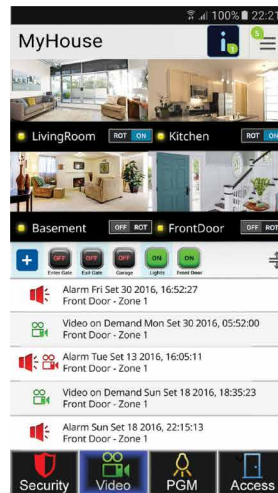 100% 22:21
MyHouse
i 1
5
LivingRoom ROT ON Kitchen ROT ON
Basement OFF ROT FrontDoor OFF ROT
+ OFF OFF OFF ON ON
Enter Gate Exit Gate Garage Lights Front Door
Alarm Fri Set 30 2016, 16:52:27
Front Door - Zone 1
Video on Demand Mon Set 30 2016, 05:52:00
Front Door - Zone 1
Alarm Tue Set 13 2016, 16:05:11
Front Door - Zone 1
Video on Demand Sun Set 18 2016, 18:35:23
Front Door - Zone 1
Alarm Sun Set 18 2016, 22:15:13
Front Door - Zone 1
Security Video PGM Access